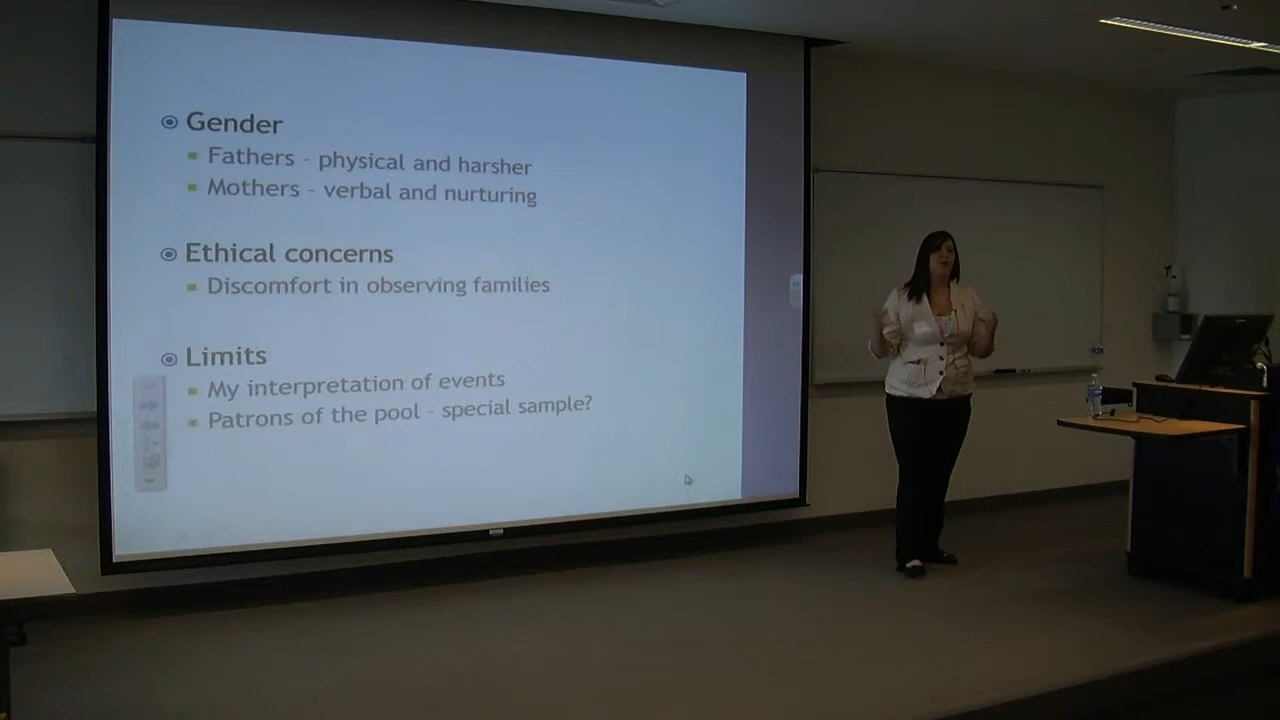 Gender
Fathers – physical and harsher
Mothers – verbal and nurturing
Ethical concerns
Discomfort in observing families
Limits
My interpretation of events
Patrons of the pool – special sample?